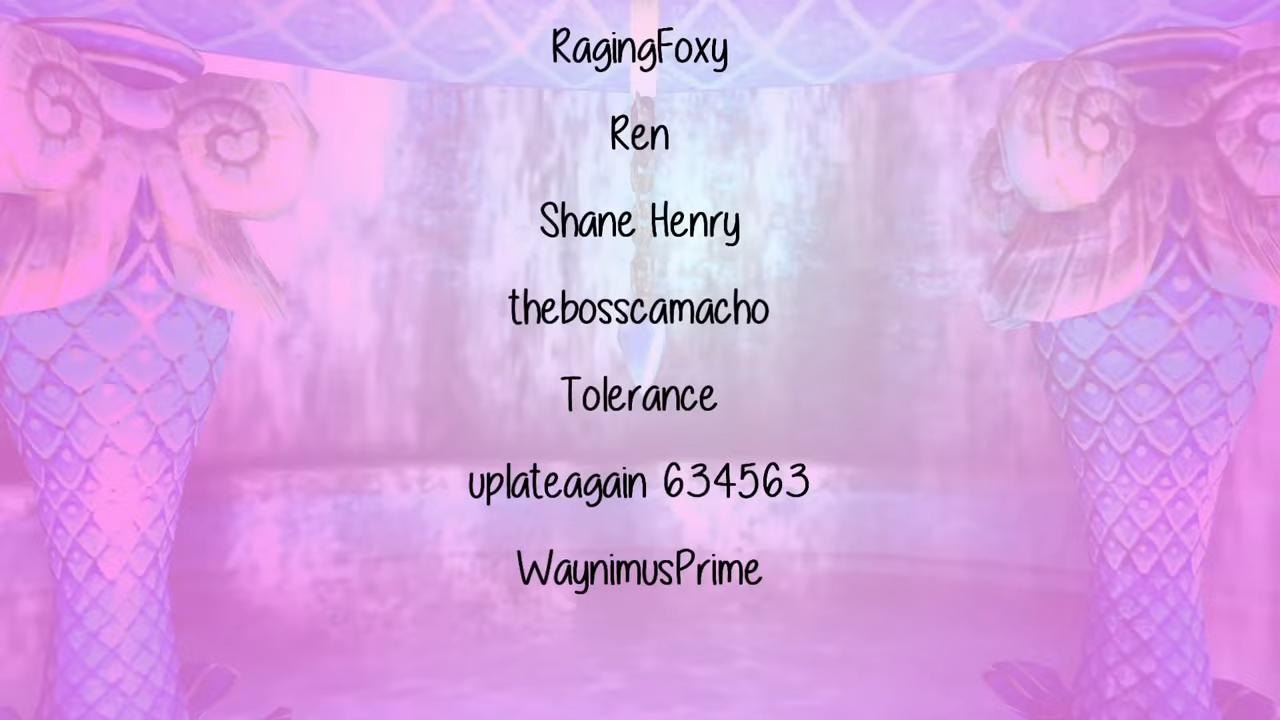 RagingFoxy
Ren
Shane Henry
thebosscamacho
Tolerance
uplateagain 634563
WaynimusPrime